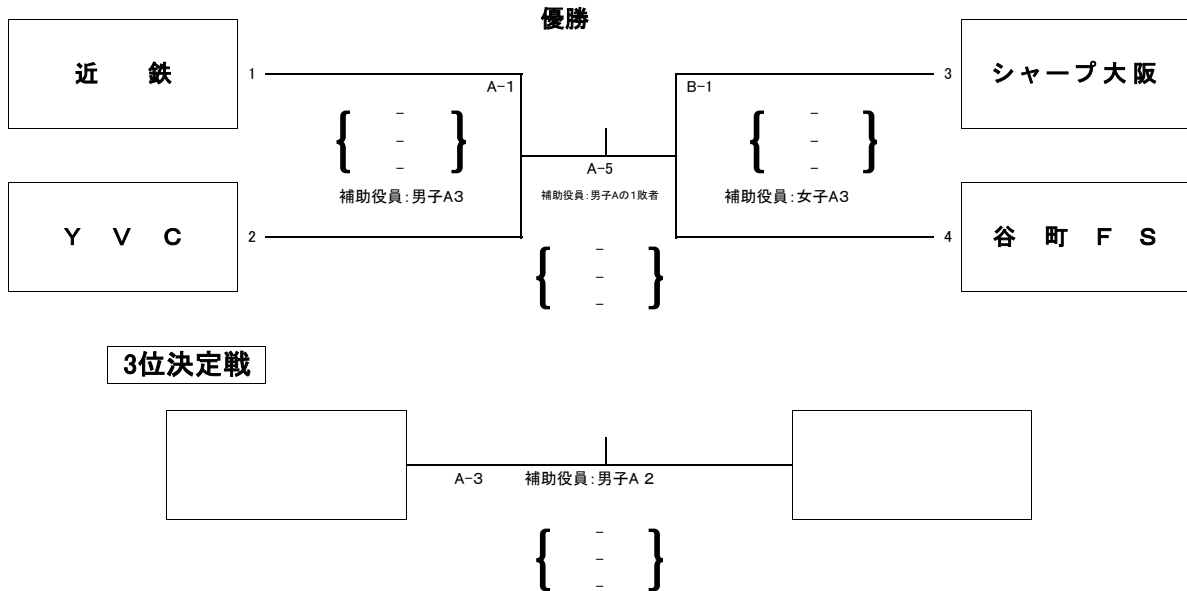 優勝
近 鉄
1
A-1
B-1
3
シャープ大阪
{ - }
{ - }
-
-
-
-
A-5
補助役員：男子A3
補助役員：男子Aの1敗者
補助役員：女子A3
Y V C
2
4
谷 町 F S
{ - }
-
-
3位決定戦
A-3
補助役員：男子A 2
{ - }
-
-